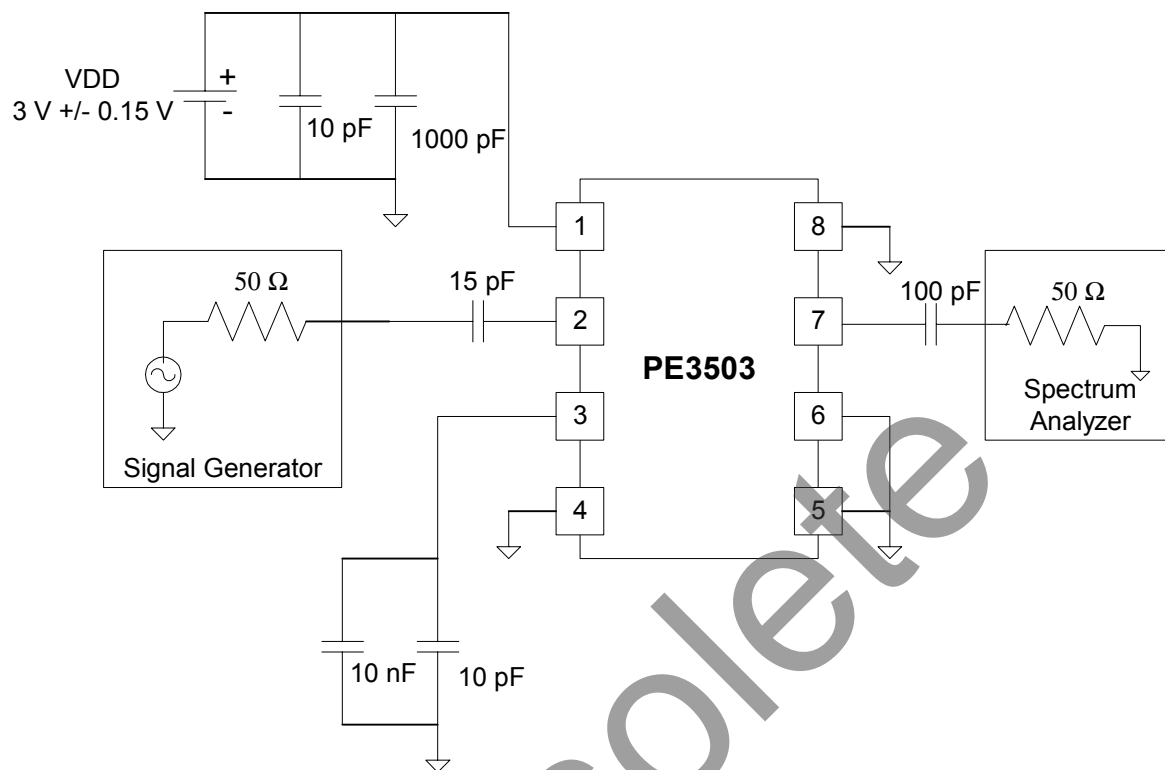 VDD
3 V +/- 0.15 V
+
-
10 pF
1000 pF
1
8
50 Ω
15 pF
2
Signal Generator
PE3503
7
100 pF
50 Ω
Spectrum
Analyzer
3
6
4
5
10 nF
10 pF
solete